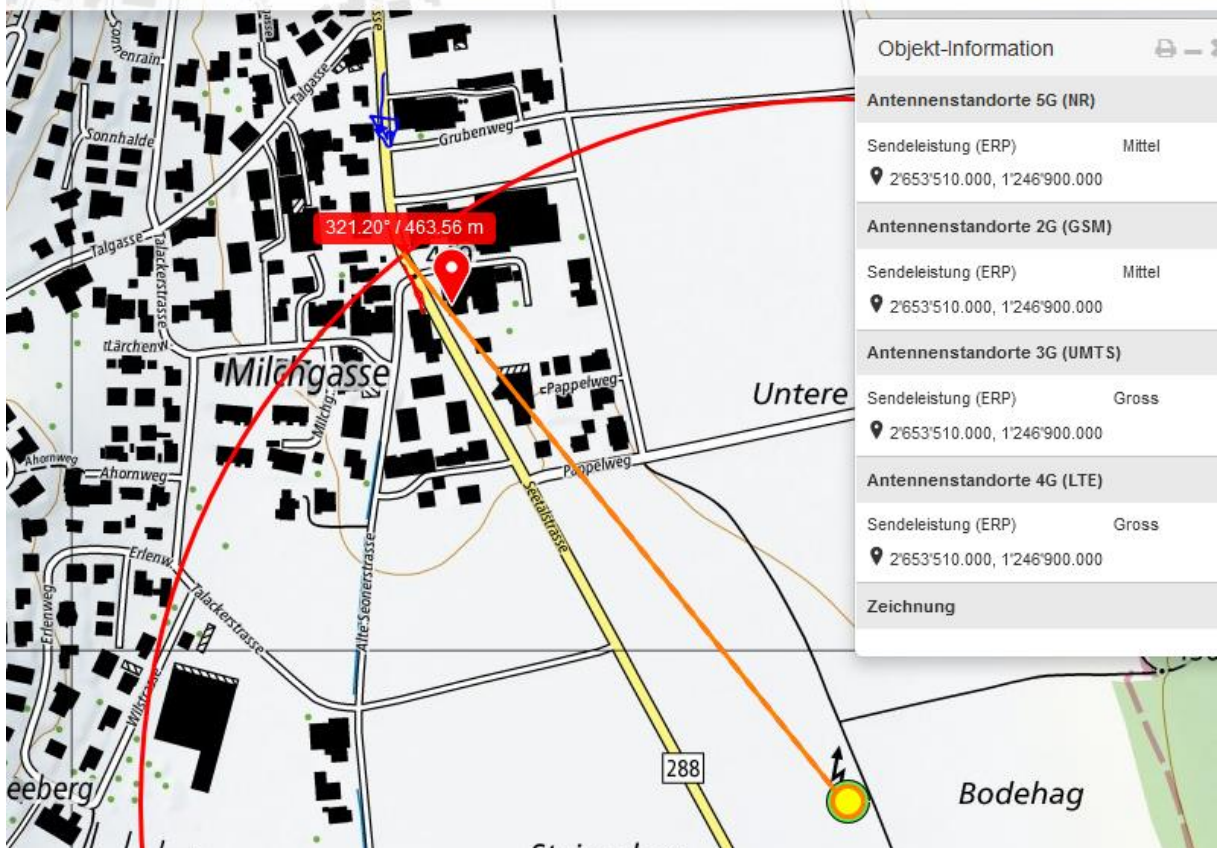 Objekt-Information
Antennenstandorte 5G (NR)
Sendeleistung (ERP) Mittel
2'653'510.000, 1'246'900.000
Antennenstandorte 2G (GSM)
Sendeleistung (ERP) Mittel
2'653'510.000, 1'246'900.000
Antennenstandorte 3G (UMTS)
Sendeleistung (ERP) Gross
2'653'510.000, 1'246'900.000
Antennenstandorte 4G (LTE)
Sendeleistung (ERP) Gross
2'653'510.000, 1'246'900.000
Zeichnung
Sonnenrain
Talgasse
Sonnhalde
Grubenweg
321.20° / 463.56 m
Talgasse
Talackerstrasse
Lärchenw.
Milchgasse
Pappelweg
Untere
Milchg.
Ahornweg
Ahornweg
Pappelweg
Seetalstrasse
Erlenw.
Erlenweg
Talackerstrasse
Alte Seonerstrasse
Wilstrasse
288
eeberg
Bodehag